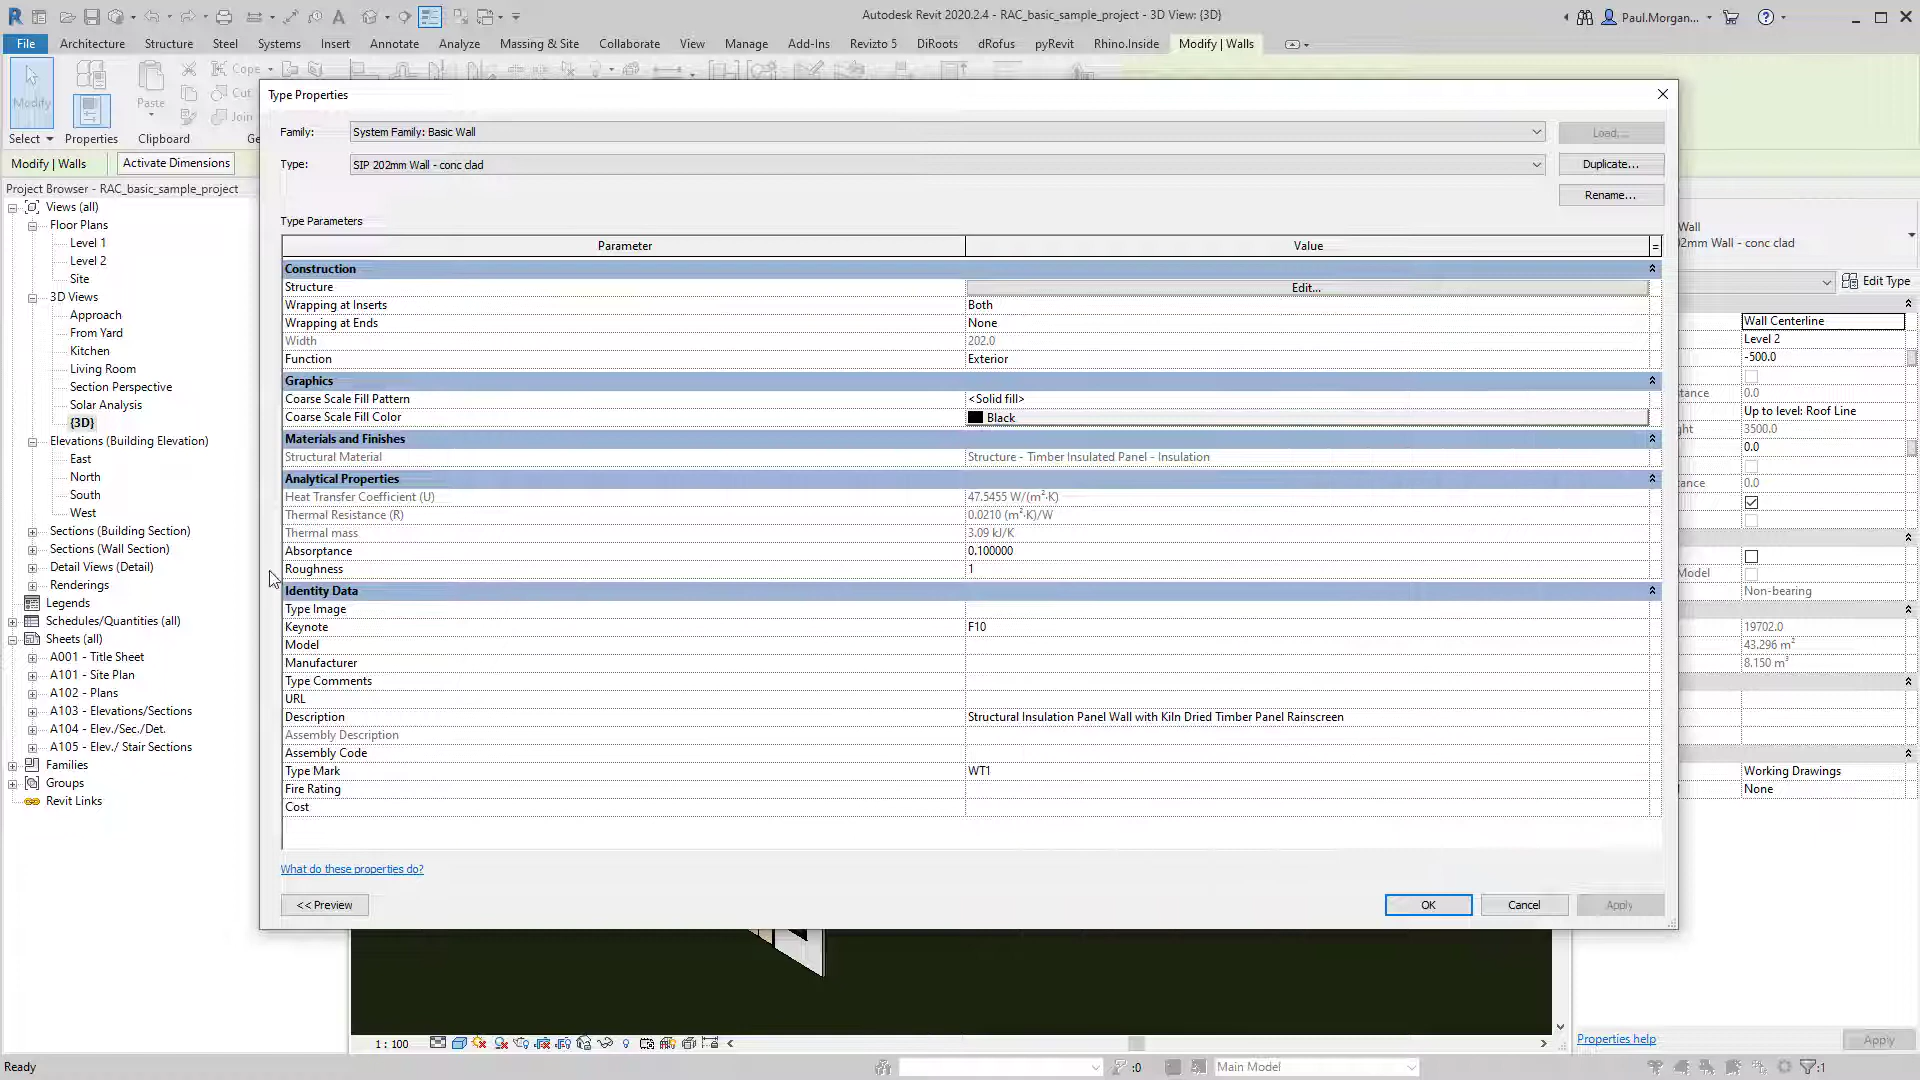 Autodesk Revit 2020.2.4 - RAC_basic_sample_project - 3D View: {3D}
Paul.Morgan...
File Architecture Structure Steel Systems Insert Annotate Analyze Massing & Site Collaborate View Manage Add-Ins Revizto 5 DiRoots dRofus pyRevit Rhino.Inside Modify | Walls
Modify
Paste
Cope
Cut
Join
Select Properties Clipboard Ge
Modify | Walls Activate Dimensions
Project Browser - RAC_basic_sample_project
Views (all)
Floor Plans
Level 1
Level 2
Site
3D Views
Approach
From Yard
Kitchen
Living Room
Section Perspective
Solar Analysis
{3D}
Elevations (Building Elevation)
East
North
South
West
Sections (Building Section)
Sections (Wall Section)
Detail Views (Detail)
Renderings
Legends
Schedules/Quantities (all)
Sheets (all)
A001 - Title Sheet
A101 - Site Plan
A102 - Plans
A103 - Elevations/Sections
A104 - Elev./Sec./Det.
A105 - Elev./ Stair Sections
Families
Groups
Revit Links
Type Properties
Family: System Family: Basic Wall Load...
Type: SIP 202mm Wall - conc clad Duplicate...
Rename...
Type Parameters
Parameter Value =
Construction
Structure Edit...
Wrapping at Inserts Both
Wrapping at Ends None
Width 202.0
Function Exterior
Graphics
Coarse Scale Fill Pattern <Solid fill>
Coarse Scale Fill Color Black
Materials and Finishes
Structural Material Structure - Timber Insulated Panel - Insulation
Analytical Properties
Heat Transfer Coefficient (U) 47.5455 W/(m²·K)
Thermal Resistance (R) 0.0210 (m²·K)/W
Thermal mass 3.09 kJ/K
Absorptance 0.100000
Roughness 1
Identity Data
Type Image
Keynote F10
Model
Manufacturer
Type Comments
URL
Description Structural Insulation Panel Wall with Kiln Dried Timber Panel Rainscreen
Assembly Description
Assembly Code
Type Mark WT1
Fire Rating
Cost
What do these properties do?
<< Preview OK Cancel Apply
Wall
2mm Wall - conc clad
Edit Type
Wall Centerline
Level 2
-500.0
stance 0.0
Up to level: Roof Line
ght 3500.0
0.0
tance 0.0
Model
Non-bearing
19702.0
43.296 m²
8.150 m³
Working Drawings
None
Properties help Apply
1 : 100
Ready
:0
Main Model
:1